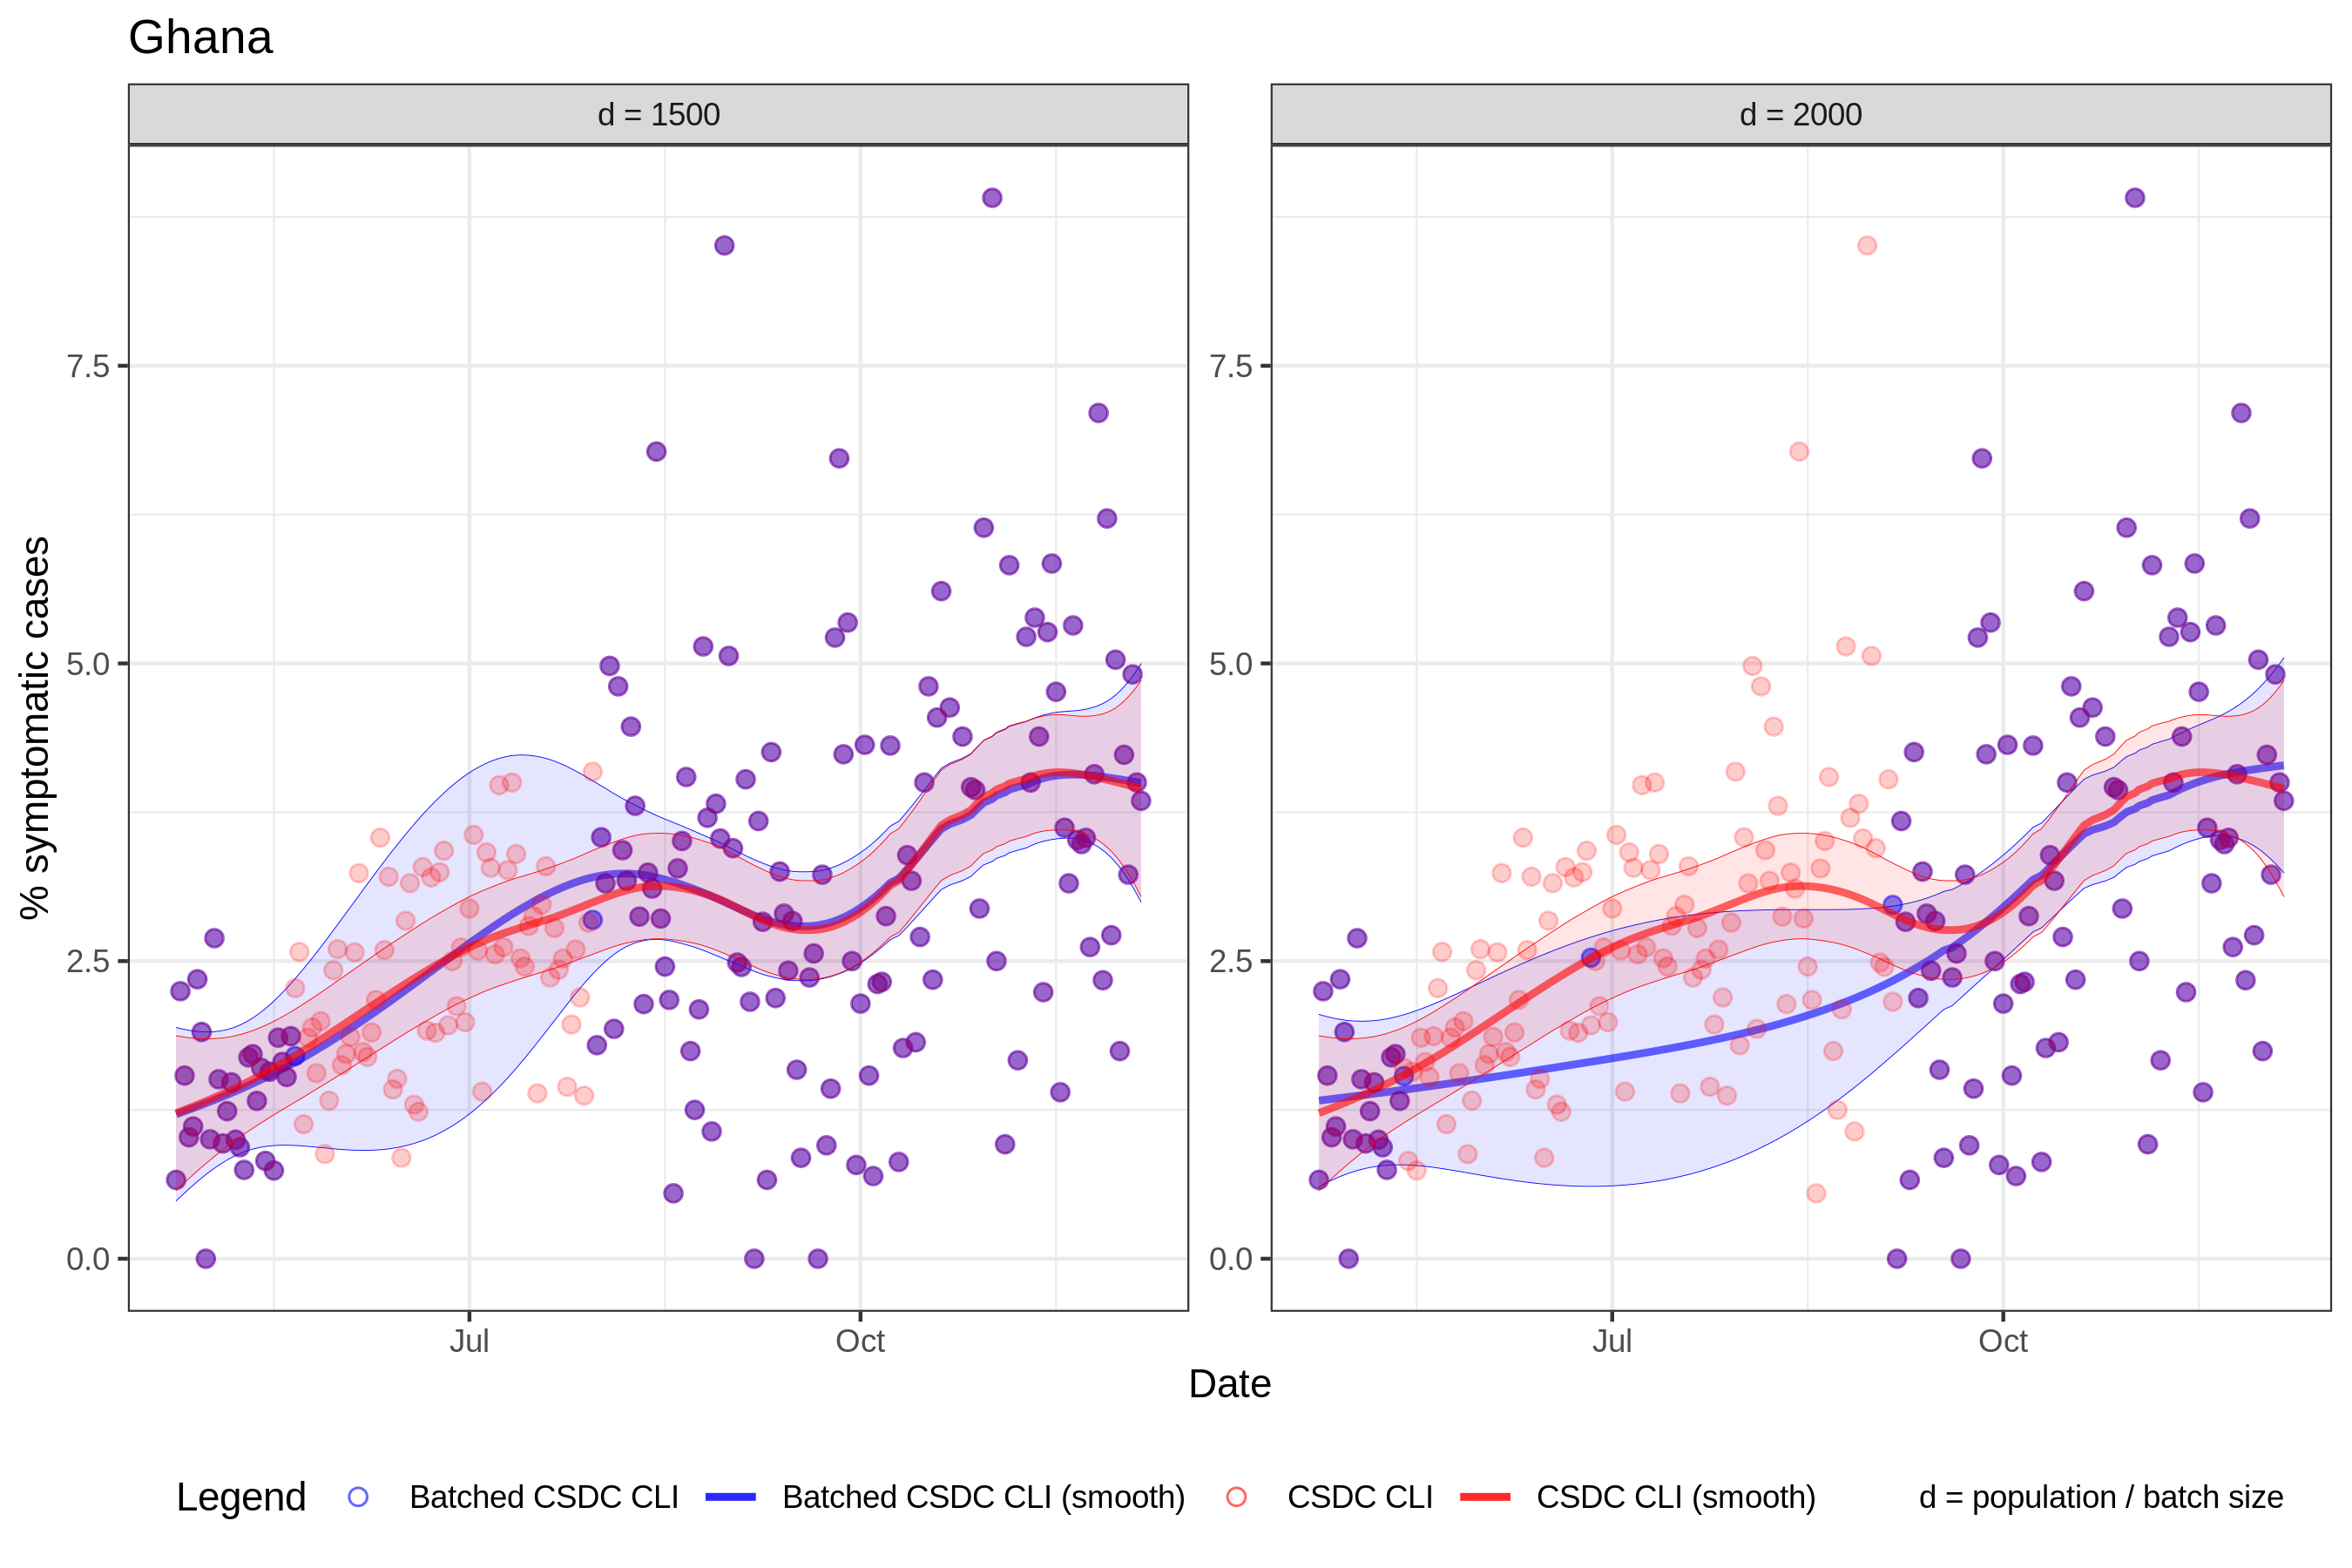 Ghana
d = 1500
d = 2000
% symptomatic cases
7.5
5.0
2.5
0.0
7.5
5.0
2.5
0.0
Jul
Oct
Jul
Oct
Date
Legend
Batched CSDC CLI
Batched CSDC CLI (smooth)
CSDC CLI
CSDC CLI (smooth)
d = population / batch size